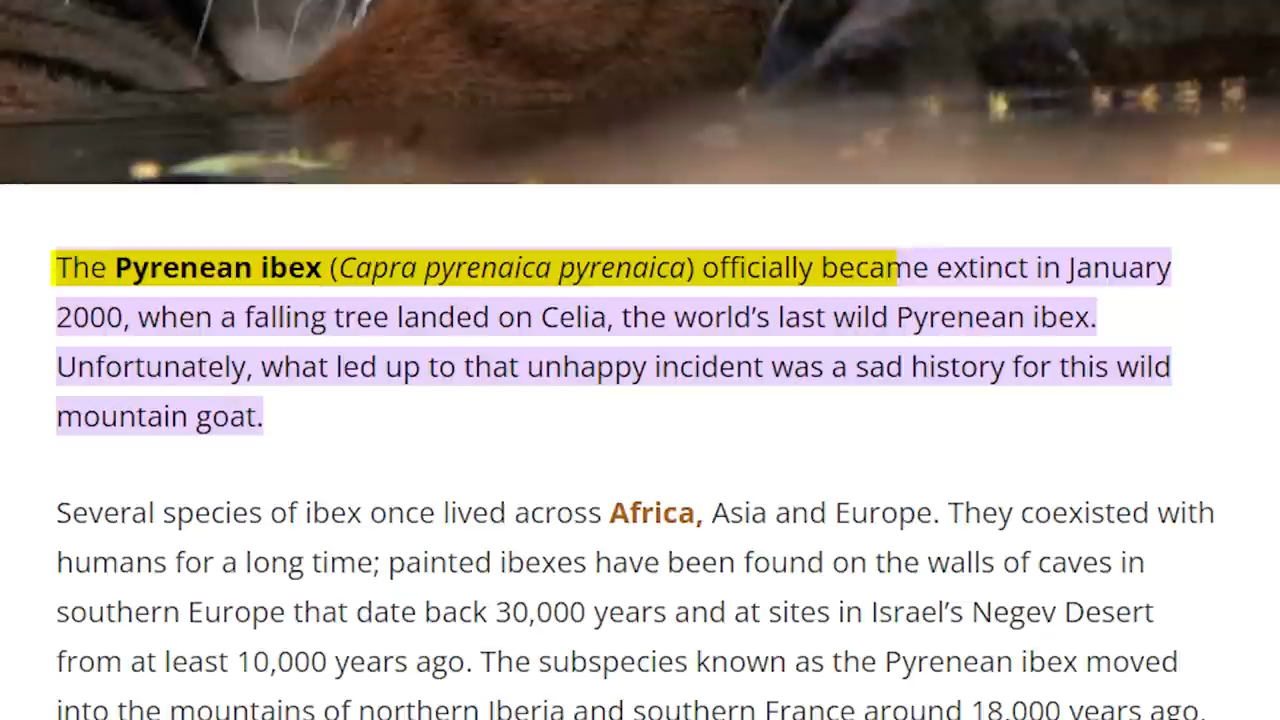 The Pyrenean ibex (Capra pyrenaica pyrenaica) officially became extinct in January
2000, when a falling tree landed on Celia, the world’s last wild Pyrenean ibex.
Unfortunately, what led up to that unhappy incident was a sad history for this wild
mountain goat.
Several species of ibex once lived across Africa, Asia and Europe. They coexisted with
humans for a long time; painted ibexes have been found on the walls of caves in
southern Europe that date back 30,000 years and at sites in Israel’s Negev Desert
from at least 10,000 years ago. The subspecies known as the Pyrenean ibex moved
into the mountains of northern Iberia and southern France around 18,000 years ago,